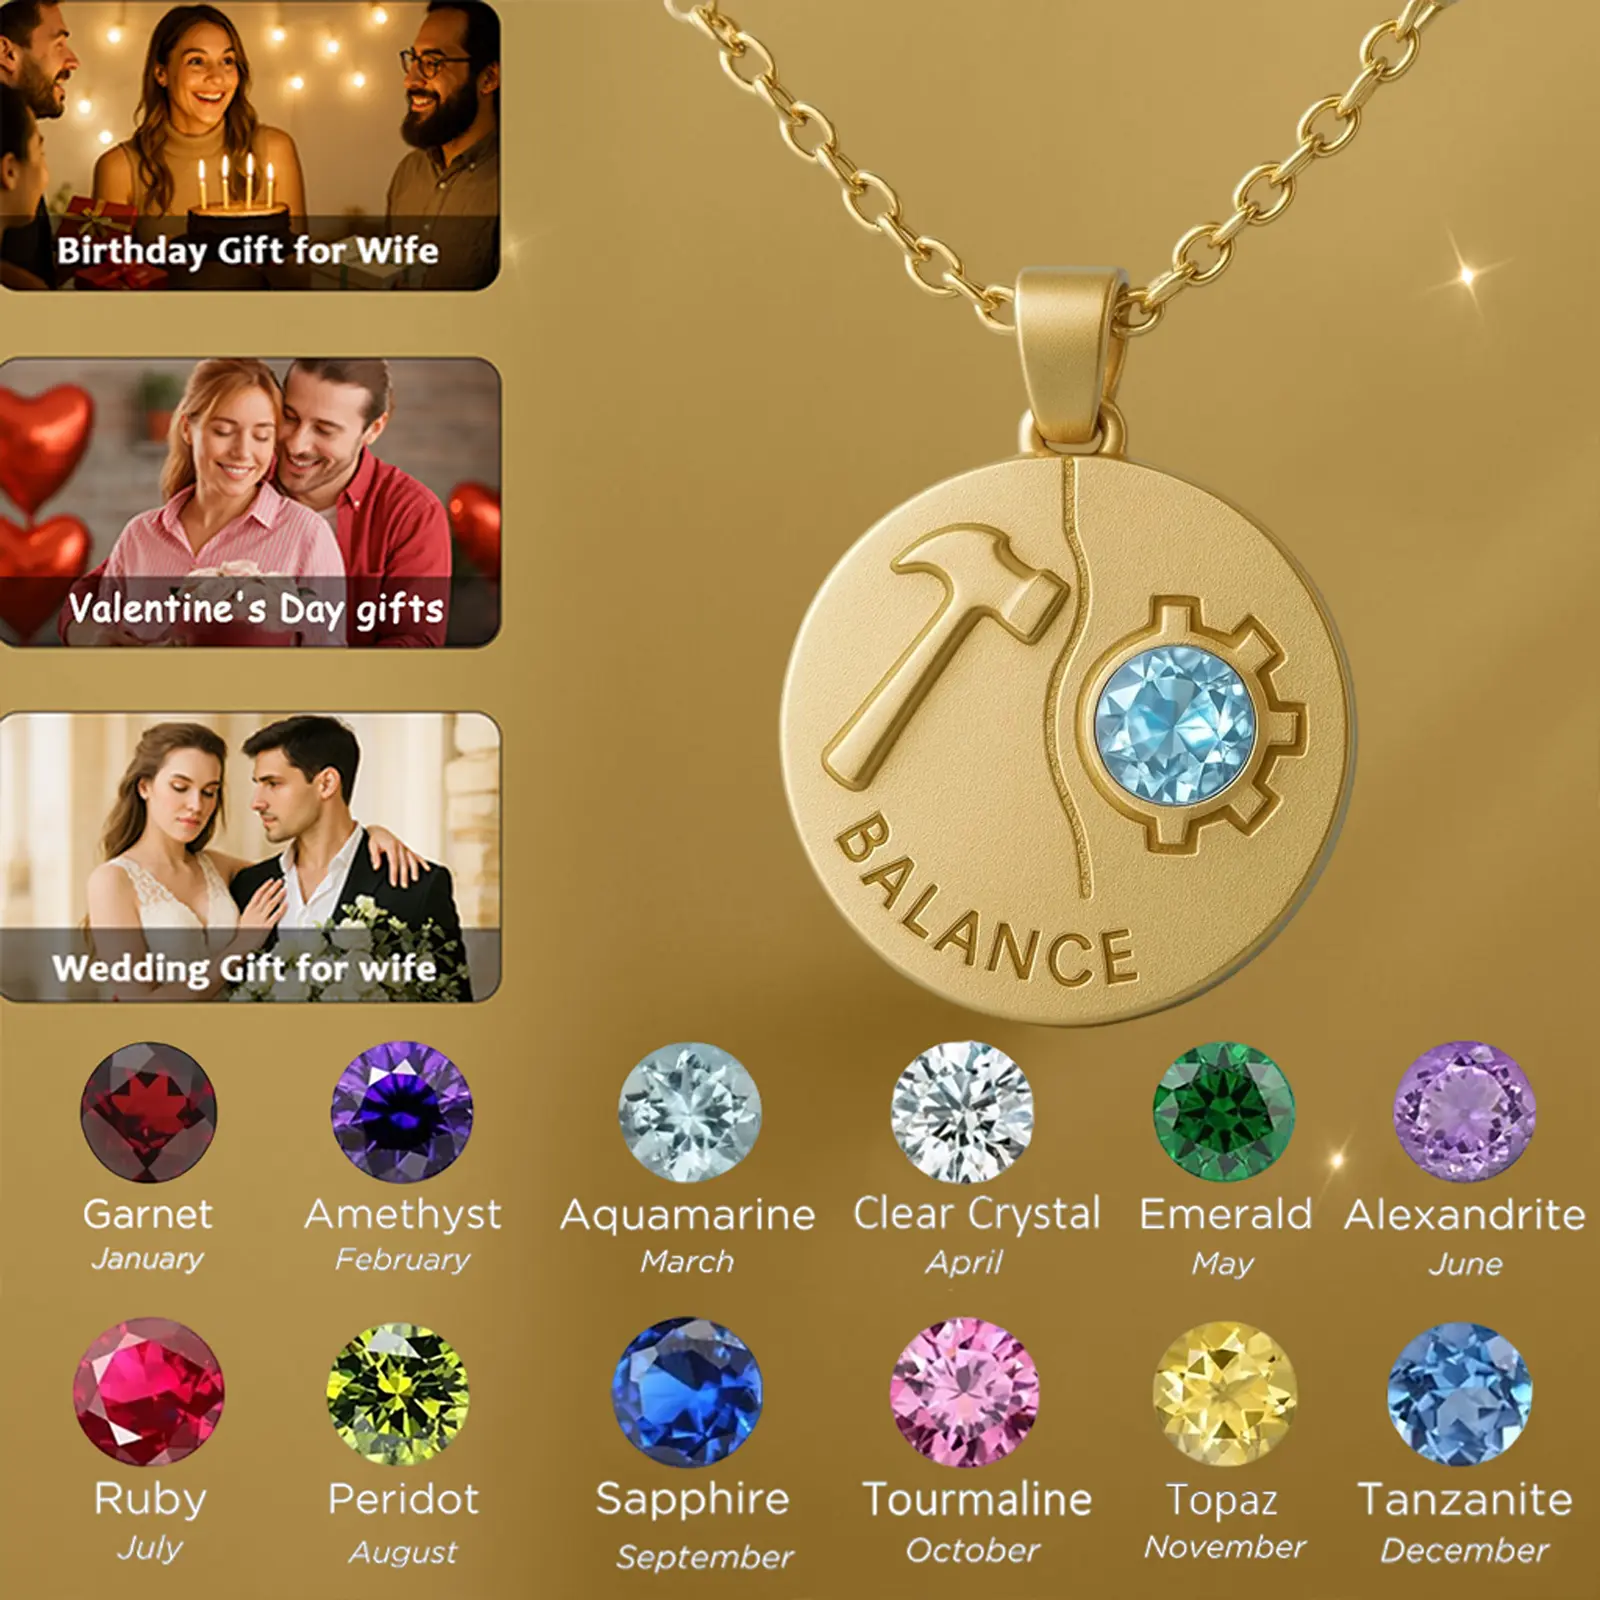 Birthday Gift for Wife
Valentine's Day gifts
Wedding Gift for wife
BALANCE
Garnet
January
Amethyst
February
Aquamarine
March
Clear Crystal
April
Emerald
May
Alexandrite
June
Ruby
July
Peridot
August
Sapphire
September
Tourmaline
October
Topaz
November
Tanzanite
December